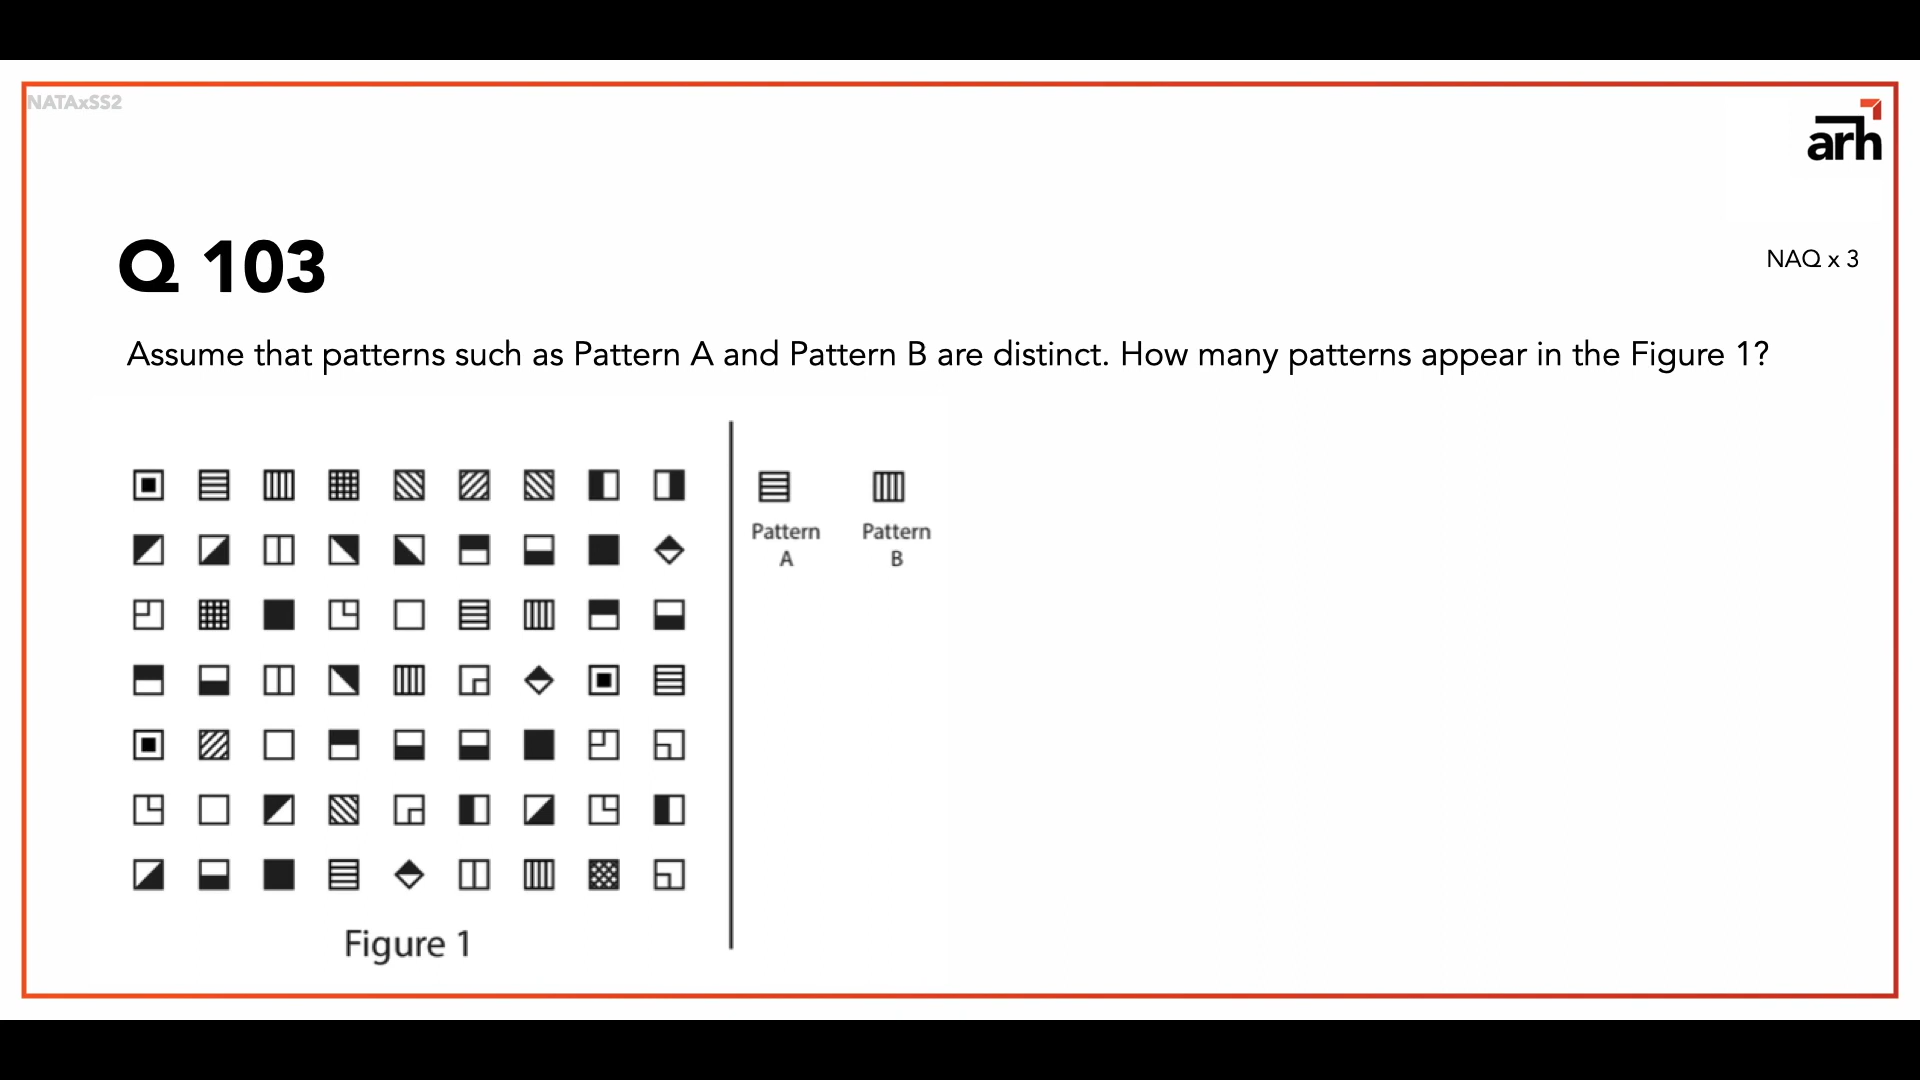 NATAxSS2
arh
Q 103
NAQ x 3
Assume that patterns such as Pattern A and Pattern B are distinct. How many patterns appear in the Figure 1?
Pattern
A
Pattern
B
Figure 1